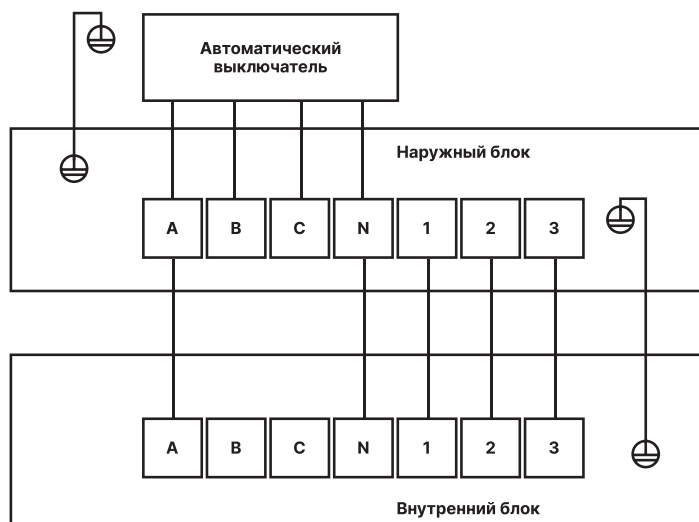 Автоматический
выключатель
Наружный блок
A B C N 1 2 3
A B C N 1 2 3
Внутренний блок